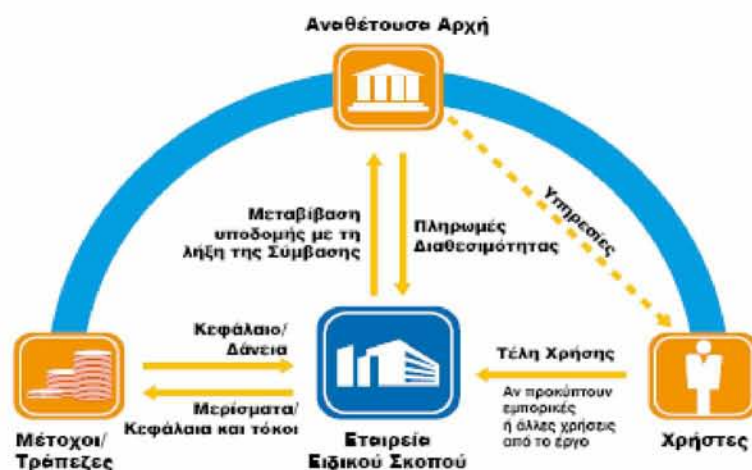 Αναθέτουσα Αρχή
Μεταβίβαση
υποδομής με τη
λήξη της Σύμβασης
Πληρωμές
Διαθεσιμότητας
Υπηρεσίες
Κεφάλαιο/
Δάνεια
Μερίσματα/
Κεφάλαια και τόκοι
Τέλη Χρήσης
Αν προκύπτουν
εμπορικές
ή άλλες χρήσεις
από το έργο
Μέτοχοι/
Τράπεζες
Εταιρεία
Ειδικού Σκοπού
Χρήστες